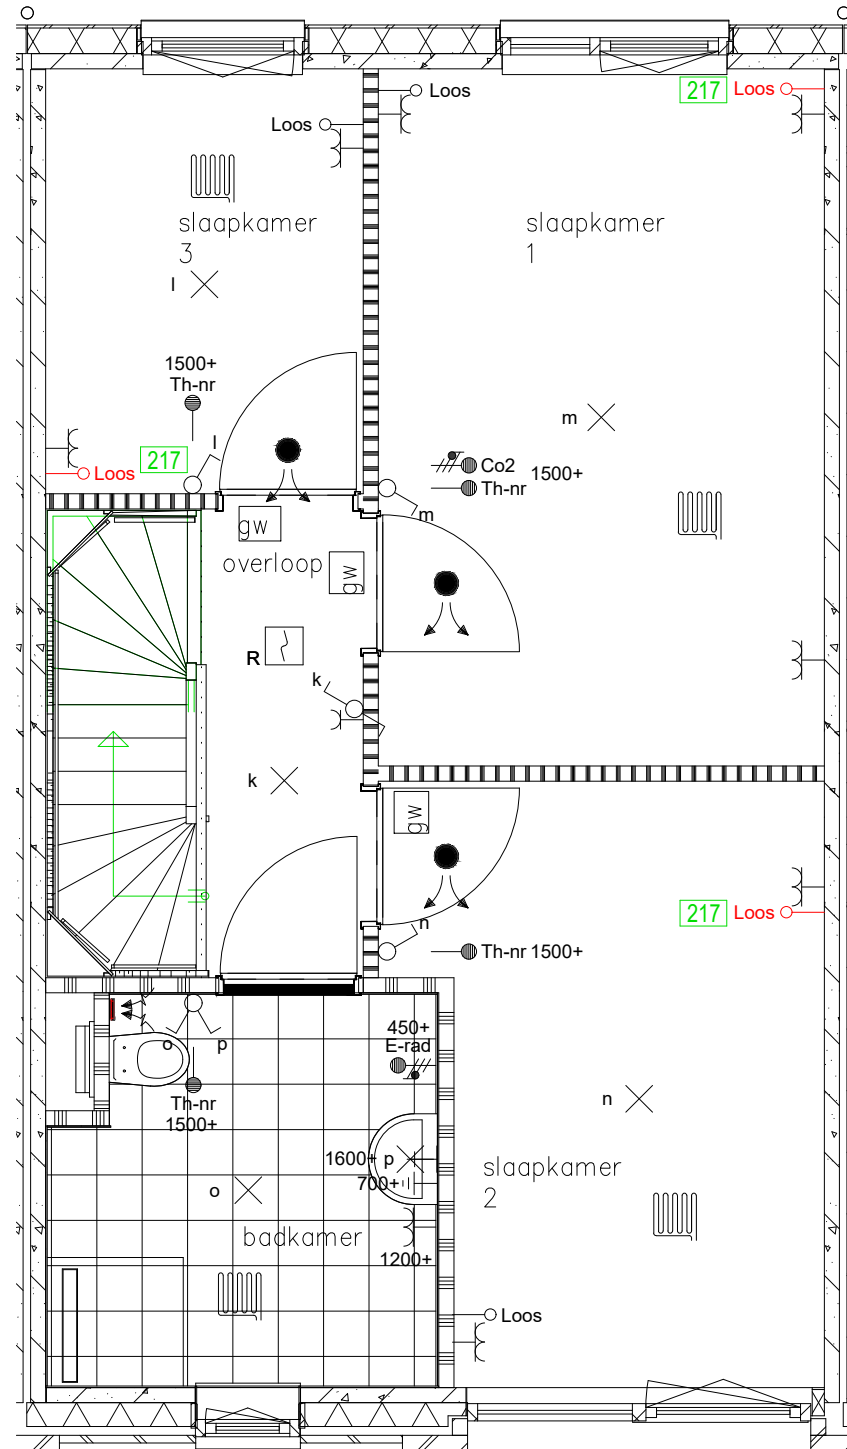 Loos
217 Loos
Loos
slaapkamer
3
slaapkamer
1
l
1500+
Th-nr
m
l
217
Loos
Co2 1500+
Th-nr
m
gw
overloop
gw
R
k
k
gw
217 Loos
n
Th-nr 1500+
o
p
450+
E-rad
Th-nr
1500+
n
1600+ p
slaapkamer
2
700+
o
badkamer
1200+
Loos